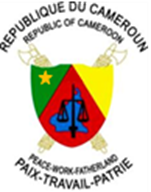 REPUBLIQUE DU CAMEROUN
REPUBLIC OF CAMEROON
PEACE-WORK-FATHERLAND
PAIX-TRAVAIL-PATRIE